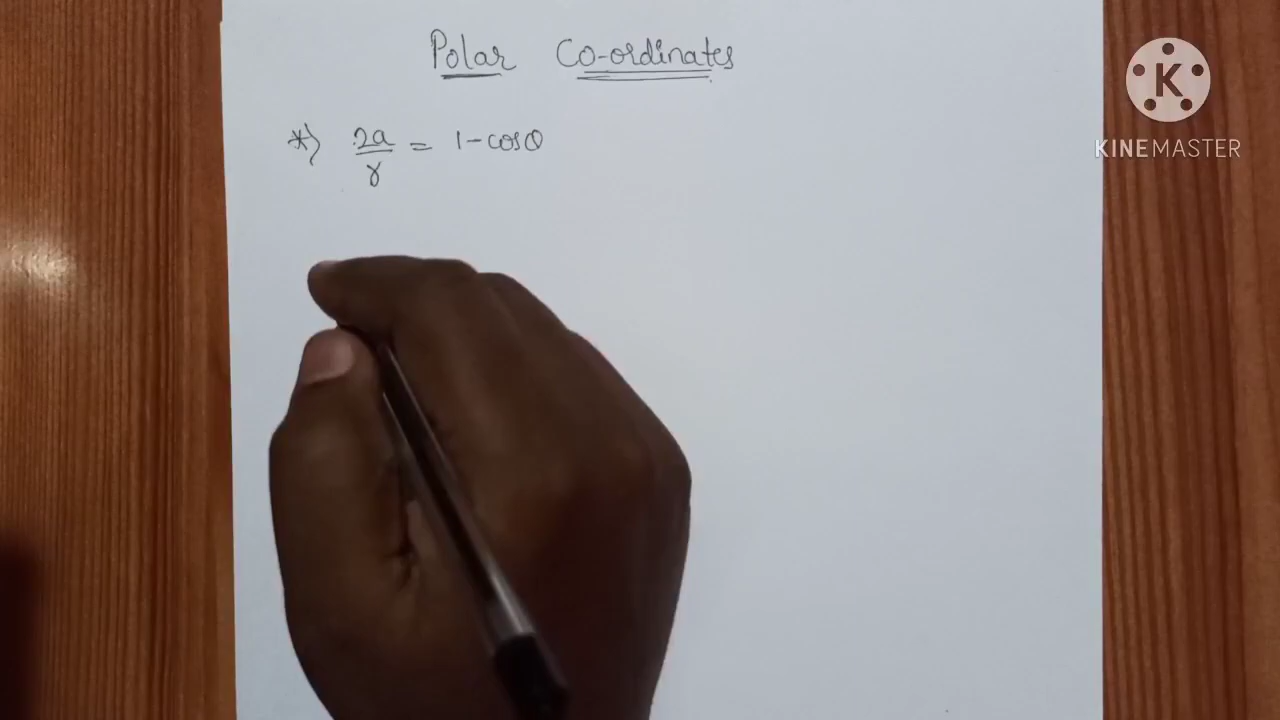 Polar Co-ordinates
*) 2a/r = 1-cosθ
K
KINEMASTER